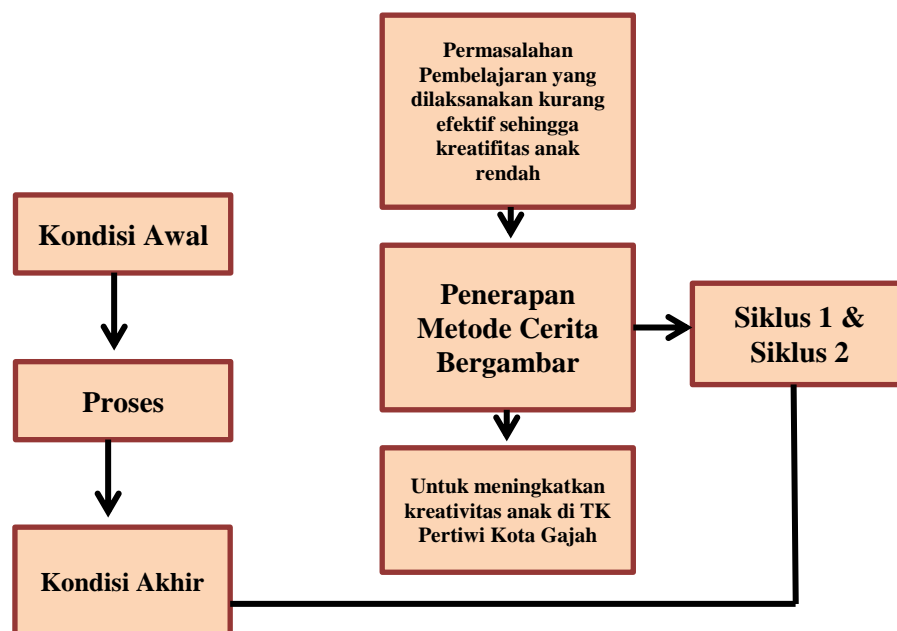 Permasalahan
Pembelajaran yang
dilaksanakan kurang
efektif sehingga
kreatifitas anak
rendah
Kondisi Awal
Penerapan
Metode Cerita
Bergambar
Siklus 1 &
Siklus 2
Proses
Untuk meningkatkan
kreativitas anak di TK
Pertiwi Kota Gajah
Kondisi Akhir